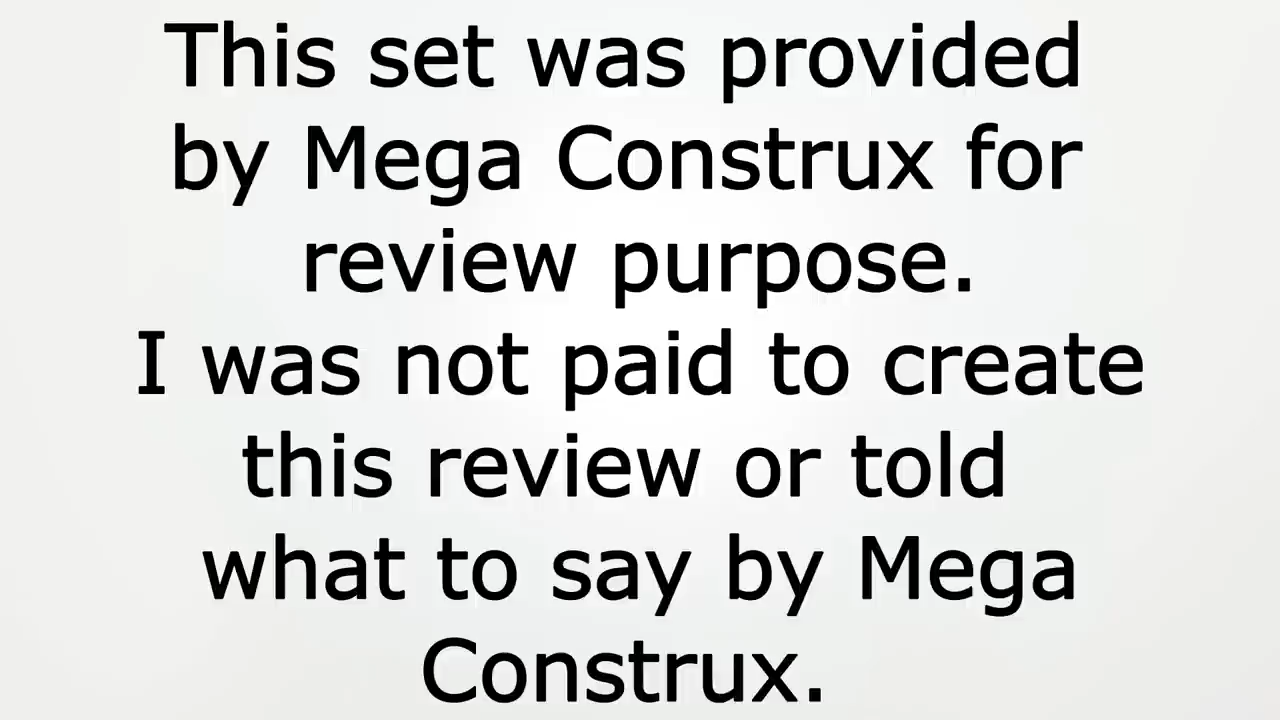 This set was provided
by Mega Construx for
review purpose.
I was not paid to create
this review or told
what to say by Mega
Construx.